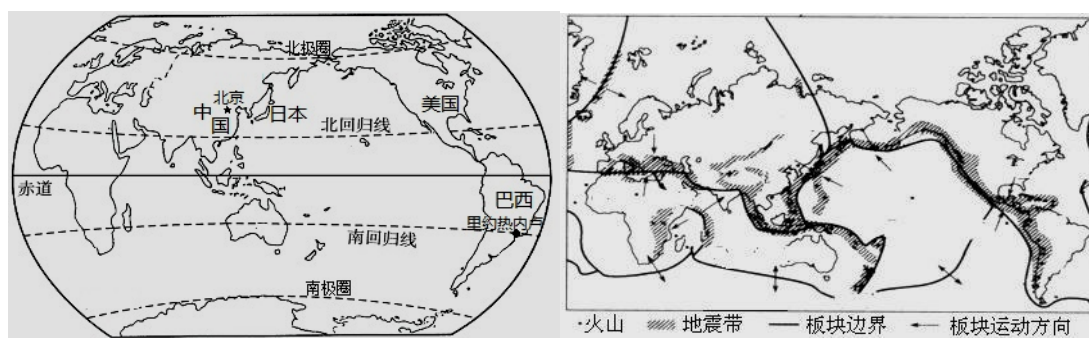 北极圈
北京
中国
日本
美国
北回归线
赤道
巴西
里约热内卢
南回归线
南极圈
·火山 地震带 板块边界 板块运动方向